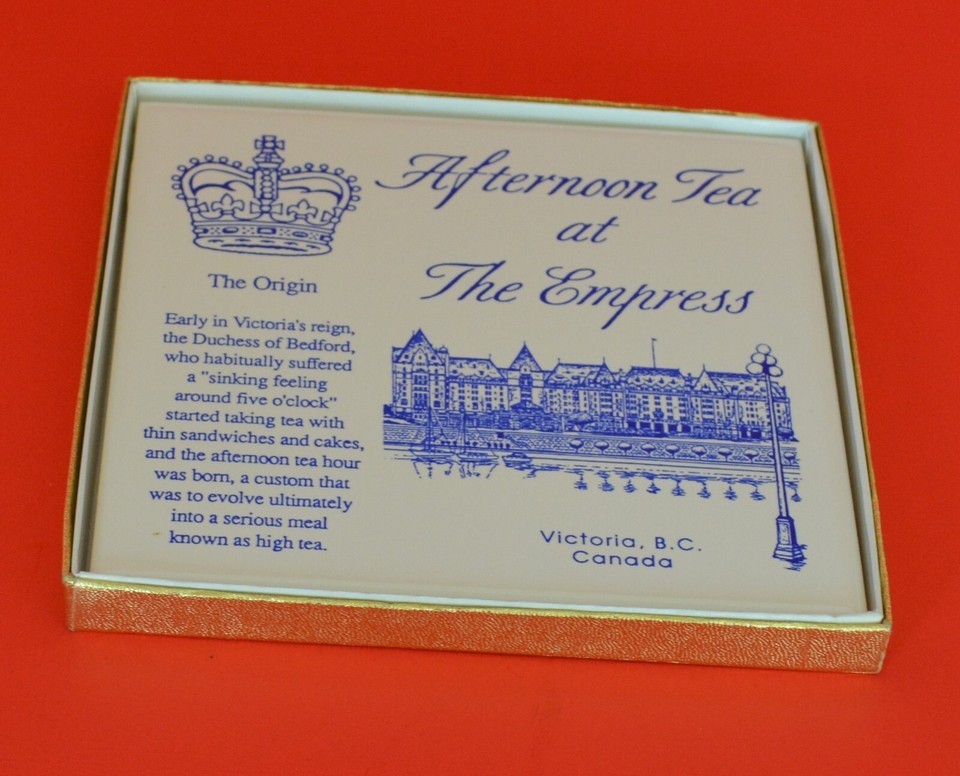 Afternoon Tea
at
The Empress
The Origin
Early in Victoria's reign,
the Duchess of Bedford,
who habitually suffered
a "sinking feeling
around five o'clock"
started taking tea with
thin sandwiches and cakes,
and the afternoon tea hour
was born, a custom that
was to evolve ultimately
into a serious meal
known as high tea.
Victoria, B.C.
Canada